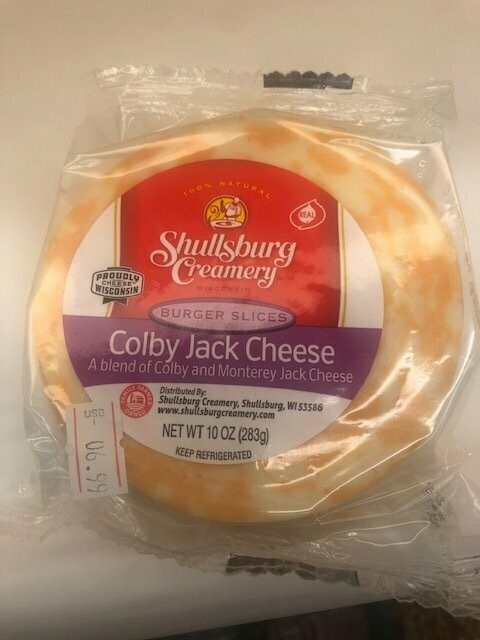 100% NATURAL
REAL
Shullsburg
Creamery
WISCONSIN
PROUDLY
WISCONSIN
CHEESE
BURGER SLICES
Colby Jack Cheese
A blend of Colby and Monterey Jack Cheese
Distributed By:
Shullsburg Creamery, Shullsburg, WI 53586
www.shullsburgcreamery.com
NET WT 10 OZ (283g)
KEEP REFRIGERATED
USD
06.99